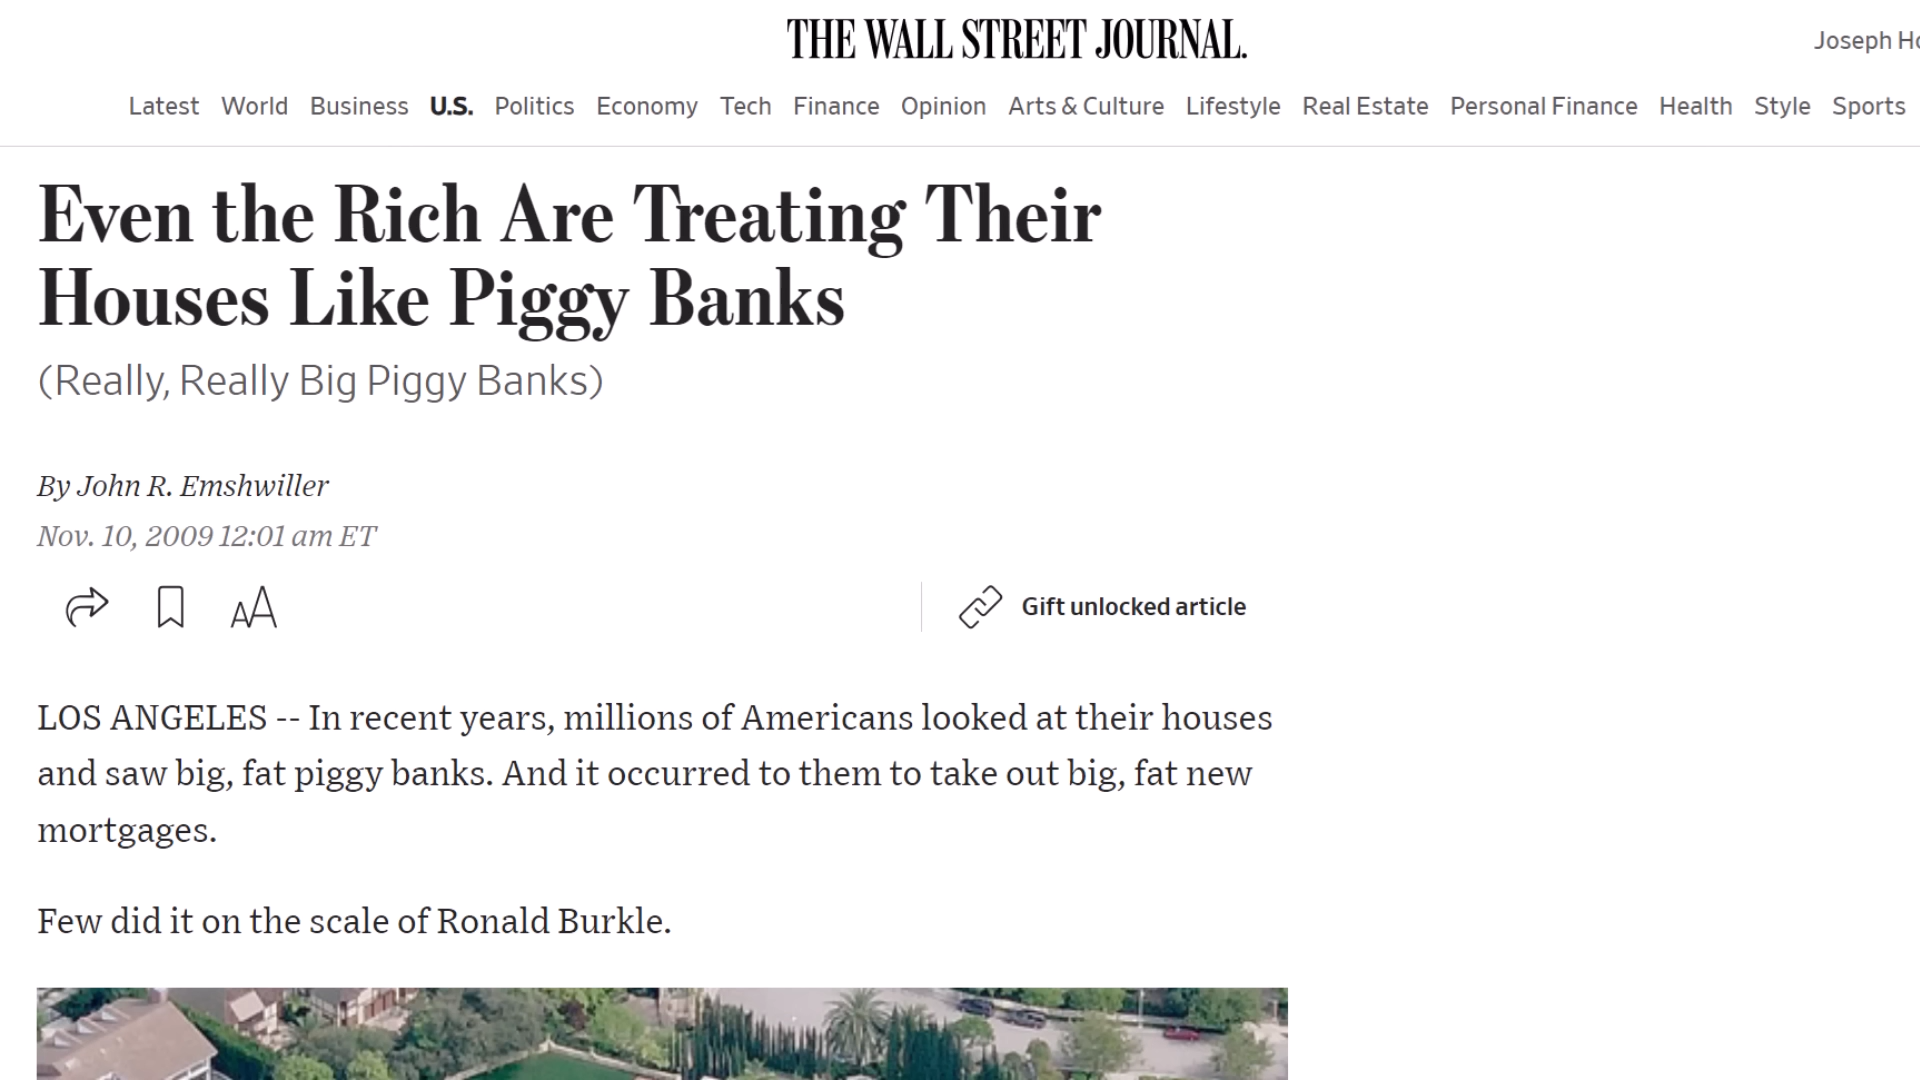 THE WALL STREET JOURNAL.
Joseph
Latest World Business U.S. Politics Economy Tech Finance Opinion Arts & Culture Lifestyle Real Estate Personal Finance Health Style Sports
Even the Rich Are Treating Their
Houses Like Piggy Banks
(Really, Really Big Piggy Banks)
By John R. Emshwiller
Nov. 10, 2009 12:01 am ET
AA
Gift unlocked article
LOS ANGELES -- In recent years, millions of Americans looked at their houses
and saw big, fat piggy banks. And it occurred to them to take out big, fat new
mortgages.
Few did it on the scale of Ronald Burkle.